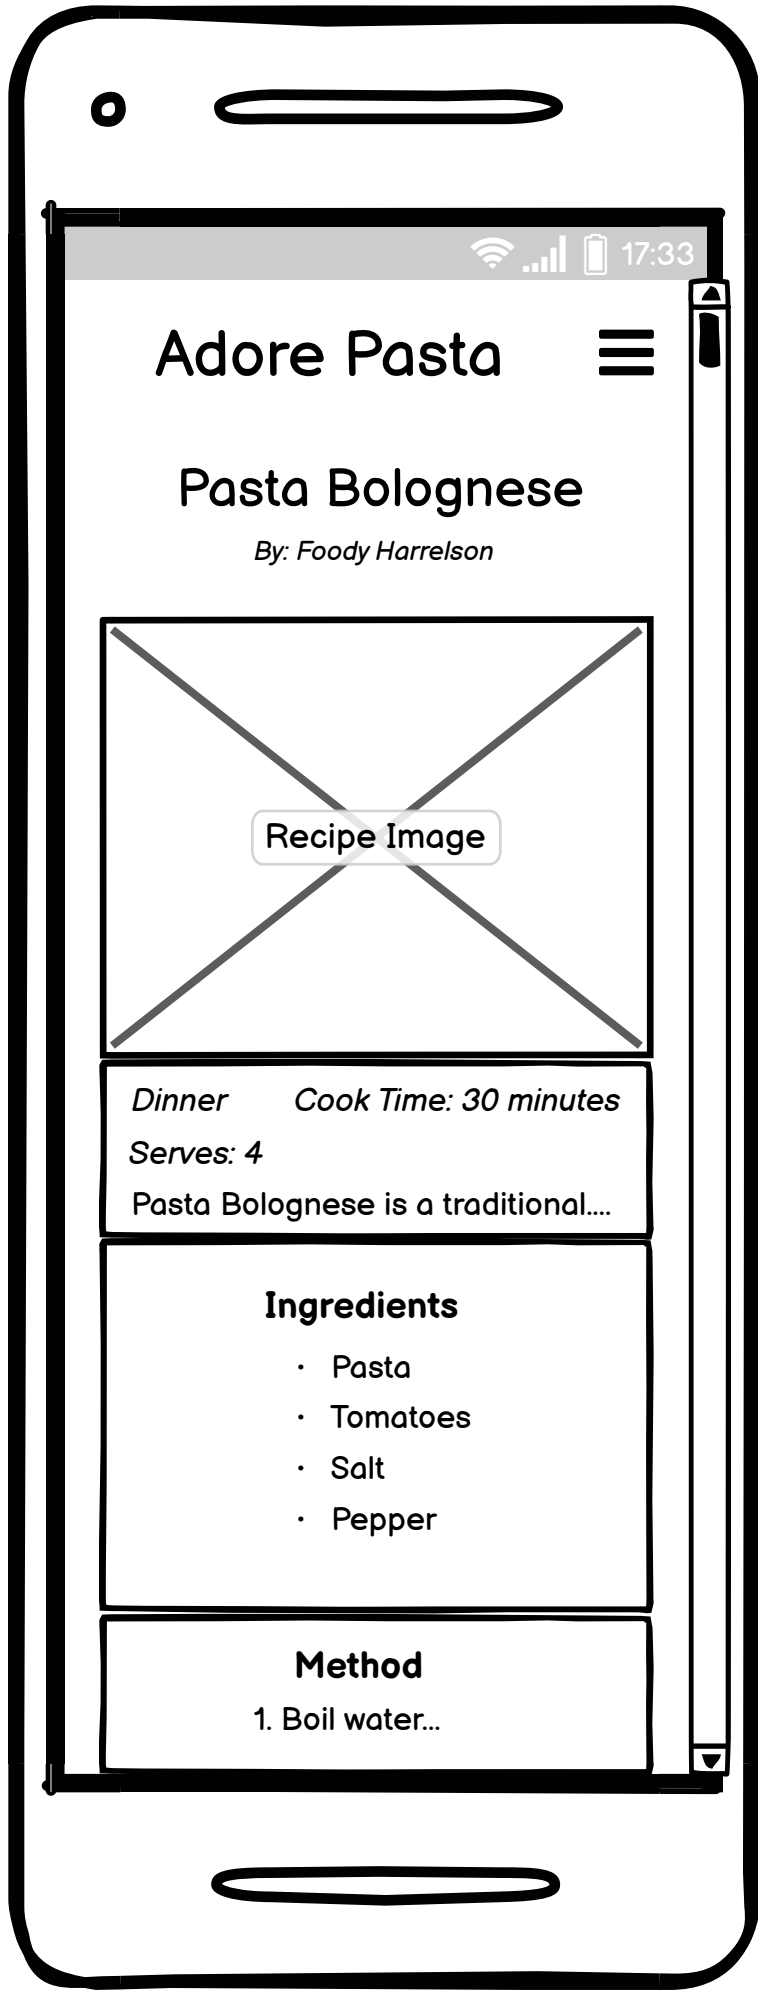 17:33
Adore Pasta
Pasta Bolognese
By: Foody Harrelson
Recipe Image
Dinner Cook Time: 30 minutes
Serves: 4
Pasta Bolognese is a traditional....
Ingredients
· Pasta
· Tomatoes
· Salt
· Pepper
Method
1. Boil water...